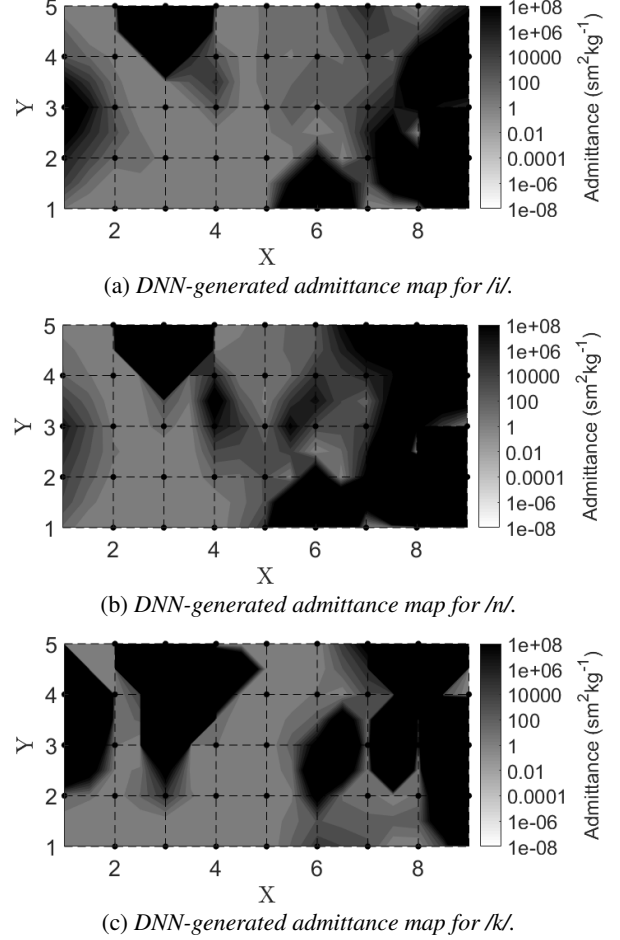 5
4
3
2
1
Y
2
4
6
8
X
1e+08
1e+06
10000
100
1
0.01
0.0001
1e-06
1e-08
Admittance (sm²kg⁻¹)
(a) DNN-generated admittance map for /i/.
5
4
3
2
1
Y
2
4
6
8
X
1e+08
1e+06
10000
100
1
0.01
0.0001
1e-06
1e-08
Admittance (sm²kg⁻¹)
(b) DNN-generated admittance map for /n/.
5
4
3
2
1
Y
2
4
6
8
X
1e+08
1e+06
10000
100
1
0.01
0.0001
1e-06
1e-08
Admittance (sm²kg⁻¹)
(c) DNN-generated admittance map for /k/.